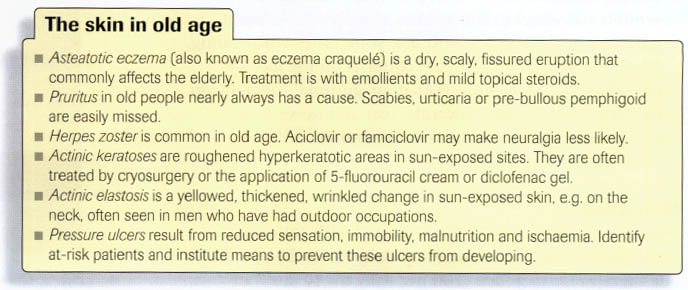 The skin in old age
■ Asteatotic eczema (also known as eczema craquelé) is a dry, scaly, fissured eruption that
commonly affects the elderly. Treatment is with emollients and mild topical steroids.
■ Pruritus in old people nearly always has a cause. Scabies, urticaria or pre-bullous pemphigoid
are easily missed.
■ Herpes zoster is common in old age. Aciclovir or famciclovir may make neuralgia less likely.
■ Actinic keratoses are roughened hyperkeratotic areas in sun-exposed sites. They are often
treated by cryosurgery or the application of 5-fluorouracil cream or diclofenac gel.
■ Actinic elastosis is a yellowed, thickened, wrinkled change in sun-exposed skin, e.g. on the
neck, often seen in men who have had outdoor occupations.
■ Pressure ulcers result from reduced sensation, immobility, malnutrition and ischaemia. Identify
at-risk patients and institute means to prevent these ulcers from developing.